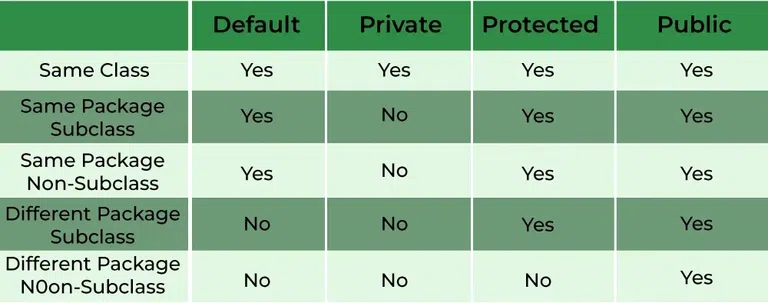 Default Private Protected Public
Same Class Yes Yes Yes Yes
Same Package
Subclass Yes No Yes Yes
Same Package
Non-Subclass Yes No Yes Yes
Different Package
Subclass No No Yes Yes
Different Package
N0on-Subclass No No No Yes